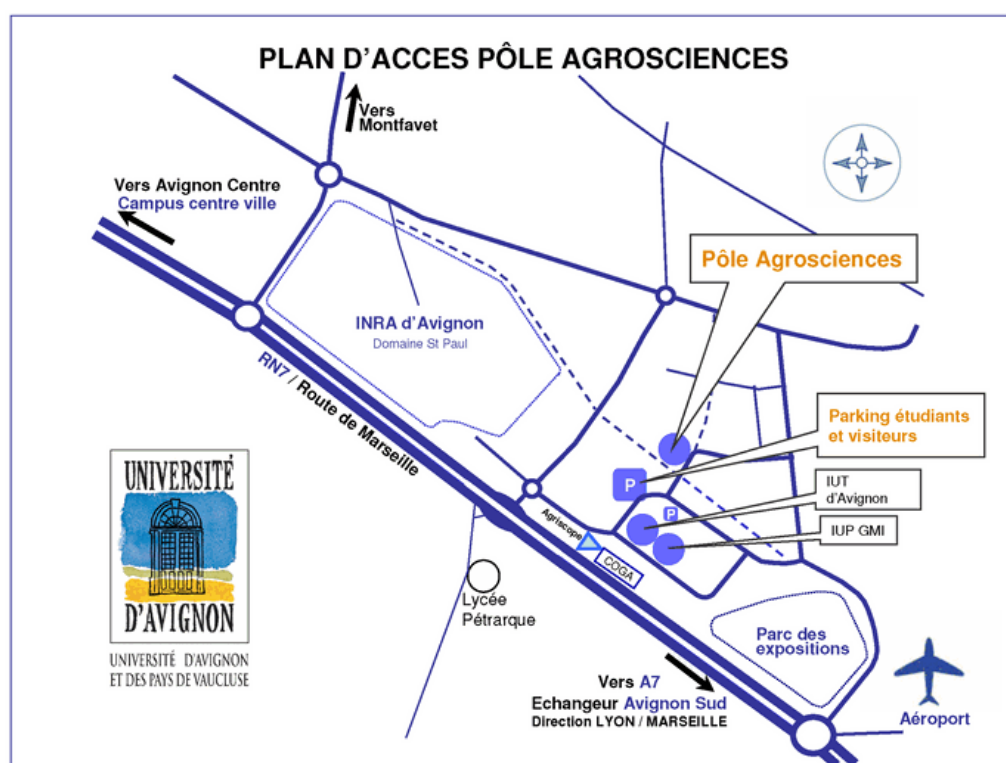 PLAN D'ACCES PÔLE AGROSCIENCES
Vers
Montfavet
Vers Avignon Centre
Campus centre ville
Pôle Agrosciences
INRA d'Avignon
Domaine St Paul
RN7 / Route de Marseille
Parking étudiants
et visiteurs
P
IUT
d'Avignon
P
IUP GMI
Agriscope
COGA
Lycée
Pétrarque
Parc des
expositions
Vers A7
Echangeur Avignon Sud
Direction LYON / MARSEILLE
Aéroport
UNIVERSITÉ
D'AVIGNON
UNIVERSITÉ D'AVIGNON
ET DES PAYS DE VAUCLUSE